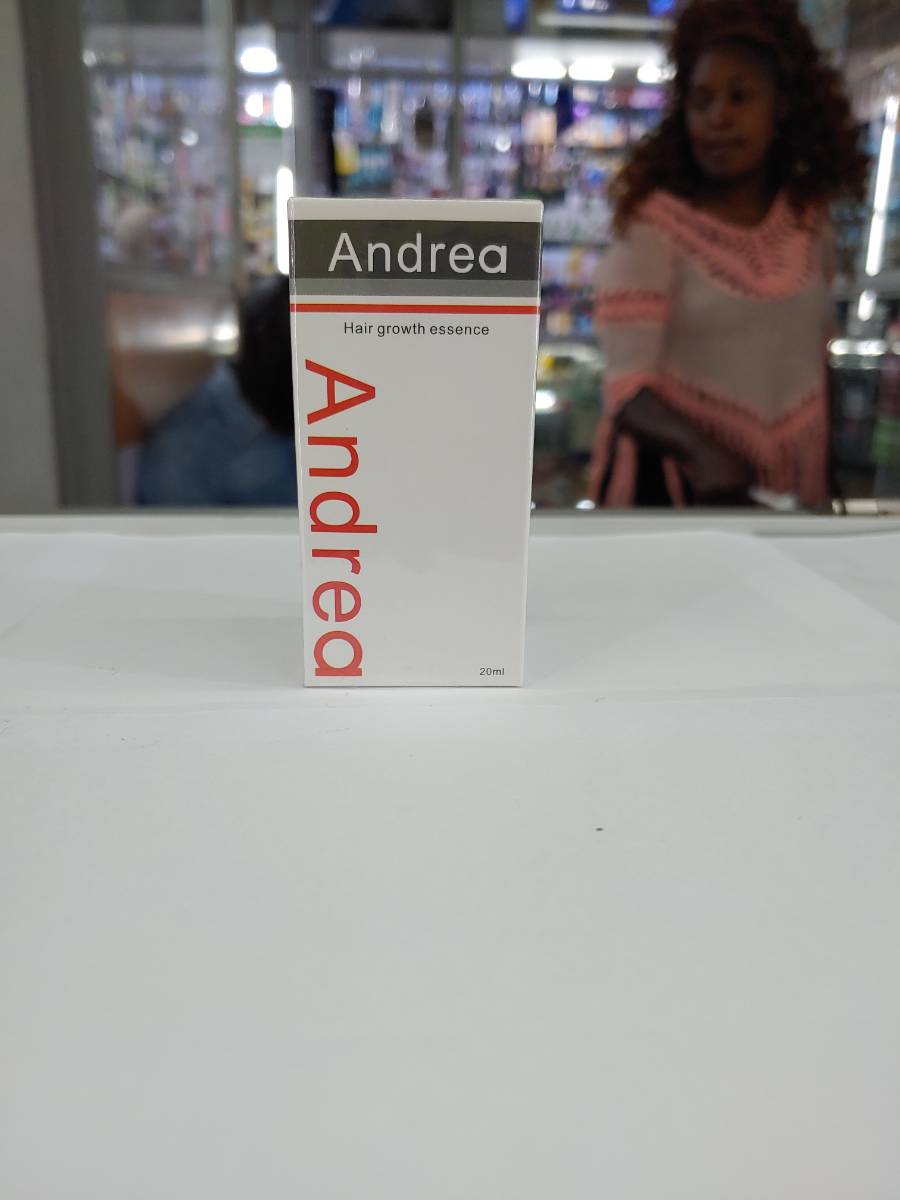 Andrea
Hair growth essence
Andrea
20ml